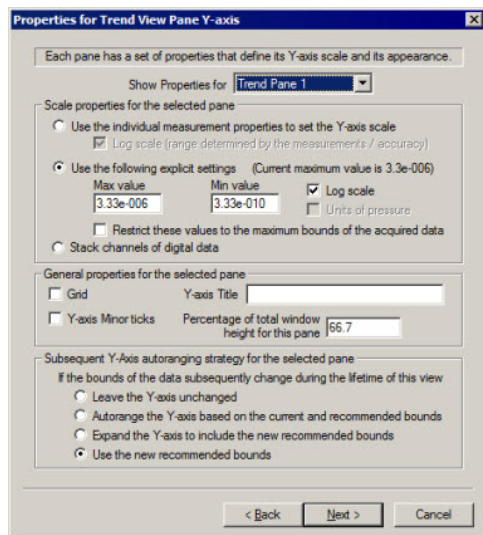 Properties for Trend View Pane Y-axis
Each pane has a set of properties that define its Y-axis scale and its appearance.
Show Properties for Trend Pane 1
Scale properties for the selected pane
Use the individual measurement properties to set the Y-axis scale
Log scale (range determined by the measurements / accuracy)
Use the following explicit settings (Current maximum value is 3.3e-006)
Max value Min value
3.33e-006 3.33e-010 Log scale
Units of pressure
Restrict these values to the maximum bounds of the acquired data
Stack channels of digital data
General properties for the selected pane
Grid Y-axis Title
Y-axis Minor ticks Percentage of total window
height for this pane 66.7
Subsequent Y-Axis autoranging strategy for the selected pane
If the bounds of the data subsequently change during the lifetime of this view
Leave the Y-axis unchanged
Autorange the Y-axis based on the current and recommended bounds
Expand the Y-axis to include the new recommended bounds
Use the new recommended bounds
< Back Next > Cancel